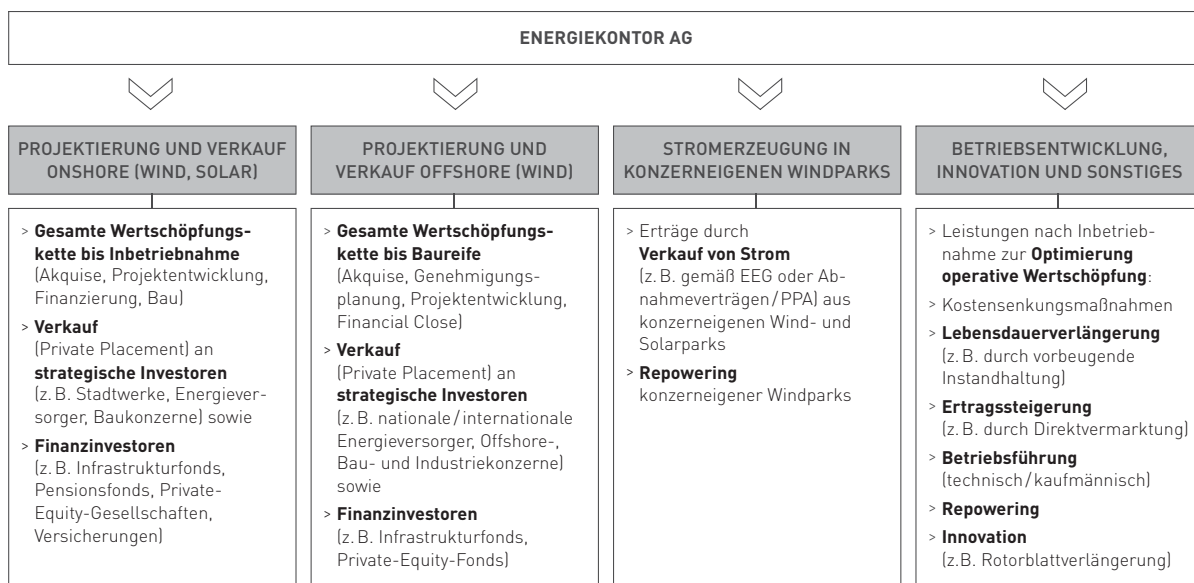 ENERGIEKONTOR AG
PROJEKTIERUNG UND VERKAUF
ONSHORE (WIND, SOLAR)
> Gesamte Wertschöpfungs-
kette bis Inbetriebnahme
(Akquise, Projektentwicklung,
Finanzierung, Bau)
> Verkauf
(Private Placement) an
strategische Investoren
(z. B. Stadtwerke, Energiever-
sorger, Baukonzerne) sowie
> Finanzinvestoren
(z. B. Infrastrukturfonds,
Pensionsfonds, Private-
Equity-Gesellschaften,
Versicherungen)
PROJEKTIERUNG UND
VERKAUF OFFSHORE (WIND)
> Gesamte Wertschöpfungs-
kette bis Baureife
(Akquise, Genehmigungs-
planung, Projektentwicklung,
Financial Close)
> Verkauf
(Private Placement) an
strategische Investoren
(z. B. nationale / internationale
Energieversorger, Offshore-,
Bau- und Industriekonzerne)
sowie
> Finanzinvestoren
(z. B. Infrastrukturfonds,
Private-Equity-Fonds)
STROMERZEUGUNG IN
KONZERNEIGENEN WINDPARKS
> Erträge durch
Verkauf von Strom
(z. B. gemäß EEG oder Ab-
nahmeverträgen / PPA) aus
konzerneigenen Wind- und
Solarparks
> Repowering
konzerneigener Windparks
BETRIEBSENTWICKLUNG,
INNOVATION UND SONSTIGES
> Leistungen nach Inbetrieb-
nahme zur Optimierung
operative Wertschöpfung:
> Kostensenkungsmaßnahmen
> Lebensdauerverlängerung
(z. B. durch vorbeugende
Instandhaltung)
> Ertragssteigerung
(z. B. durch Direktvermarktung)
> Betriebsführung
(technisch / kaufmännisch)
> Repowering
> Innovation
(z.B. Rotorblattverlängerung)